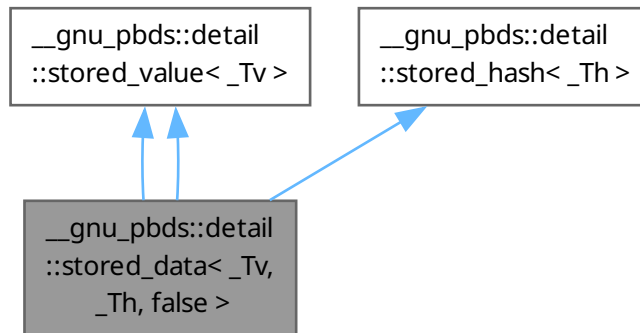 __gnu_pbds::detail
::stored_value< _Tv >
__gnu_pbds::detail
::stored_hash< _Th >
__gnu_pbds::detail
::stored_data< _Tv,
_Th, false >